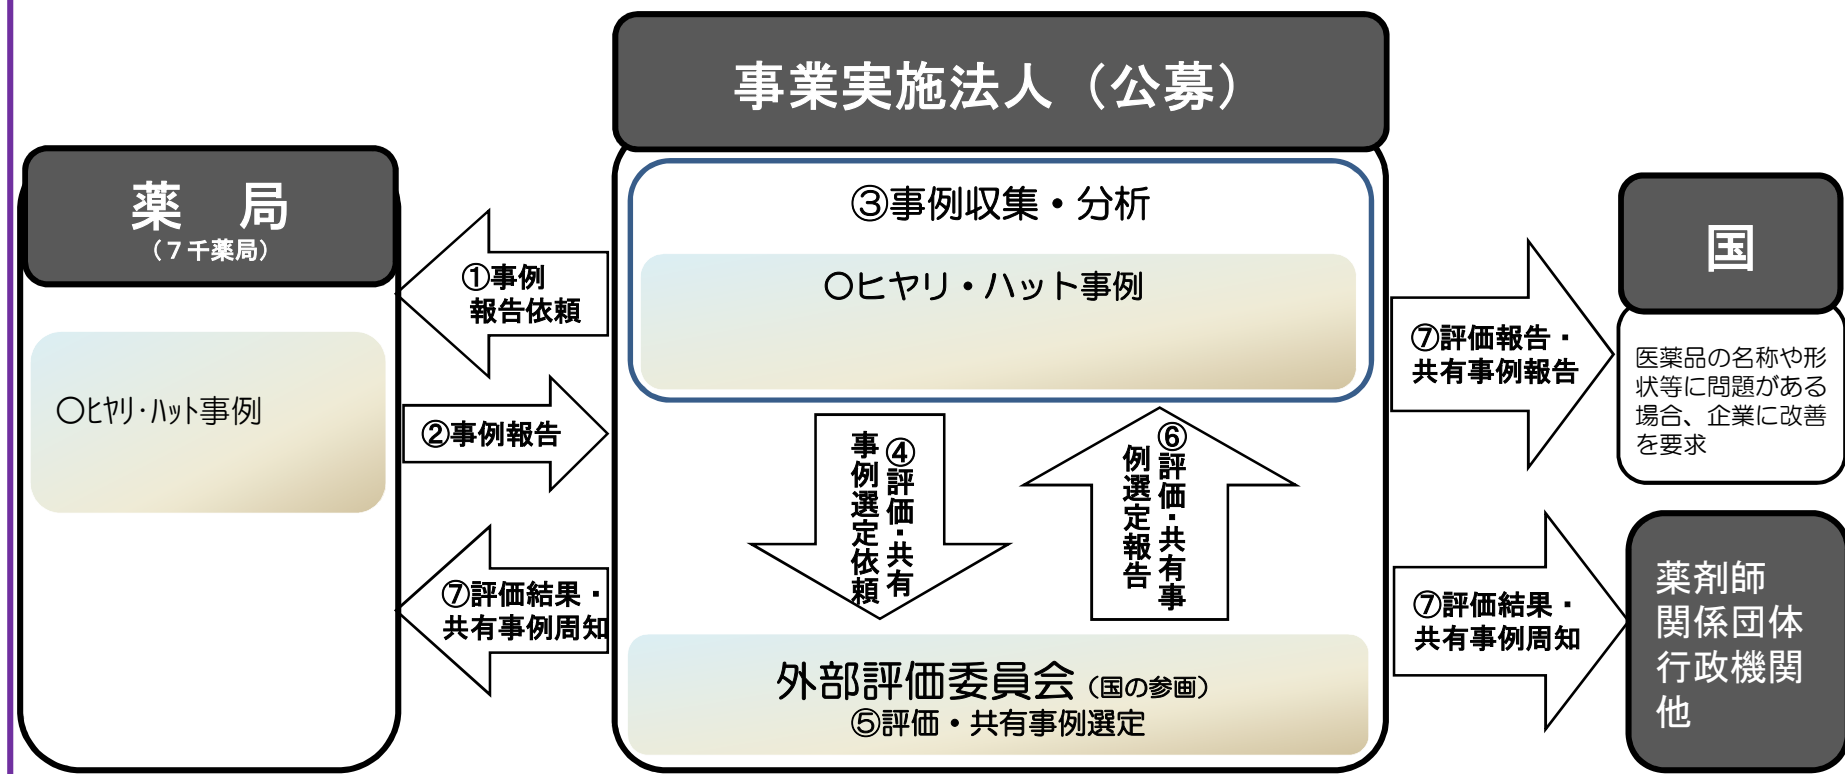 事業実施法人（公募）
薬　局
（７千薬局）
〇ﾋﾔﾘ･ﾊｯﾄ事例
①事例
報告依頼
②事例報告
⑦評価結果・
共有事例周知
③事例収集・分析
〇ヒヤリ・ハット事例
④評価・共有
事例選定依頼
⑥評価・共有事
例選定報告
外部評価委員会（国の参画）
⑤評価・共有事例選定
⑦評価報告・
共有事例報告
国
医薬品の名称や形
状等に問題がある
場合、企業に改善
を要求
⑦評価結果・
共有事例周知
薬剤師
関係団体
行政機関
他